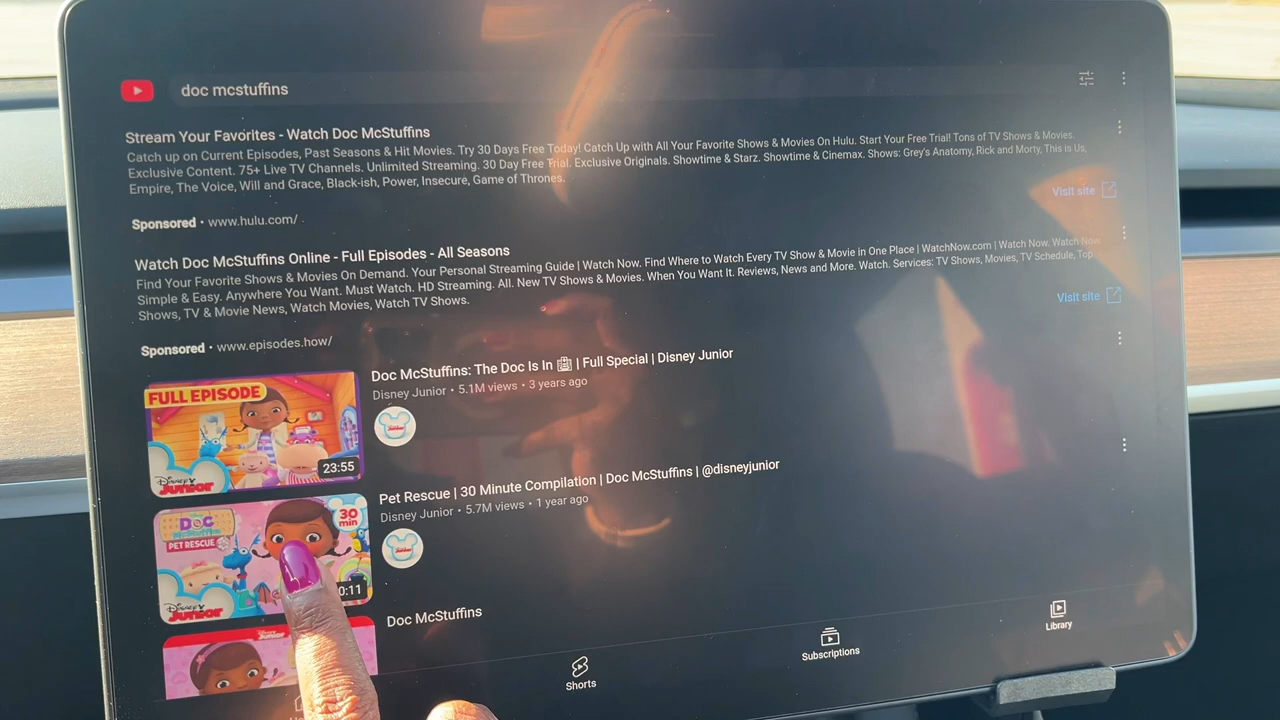 doc mcstuffins
Stream Your Favorites - Watch Doc McStuffins
Catch up on Current Episodes, Past Seasons & Hit Movies. Try 30 Days Free Today! Catch Up with All Your Favorite Shows & Movies On Hulu. Start Your Free Trial! Tons of TV Shows & Movies.
Exclusive Content. 75+ Live TV Channels. Unlimited Streaming. 30 Day Free Trial. Exclusive Originals. Showtime & Starz. Showtime & Cinemax. Shows: Grey's Anatomy, Rick and Morty, This is Us,
Empire, The Voice, Will and Grace, Black-ish, Power, Insecure, Game of Thrones.
Visit site
Sponsored • www.hulu.com/
Watch Doc McStuffins Online - Full Episodes - All Seasons
Find Your Favorite Shows & Movies On Demand. Your Personal Streaming Guide | Watch Now. Find Where to Watch Every TV Show & Movie in One Place | WatchNow.com | Watch Now. Watch Now
Simple & Easy. Anywhere You Want. Must Watch. HD Streaming. All. New TV Shows & Movies. When You Want It. Reviews, News and More. Watch. Services: TV Shows, Movies, TV Schedule, Top
Shows, TV & Movie News, Watch Movies, Watch TV Shows.
Visit site
Sponsored • www.episodes.how/
FULL EPISODE
Disney Junior
23:55
Doc McStuffins: The Doc Is In 🏥 | Full Special | Disney Junior
Disney Junior • 5.1M views • 3 years ago
DOC
McStuffins
PET RESCUE
30
min
Disney Junior
0:11
Pet Rescue | 30 Minute Compilation | Doc McStuffins | @disneyjunior
Disney Junior • 5.7M views • 1 year ago
Disney Junior
Doc McStuffins
Shorts
Subscriptions
Library